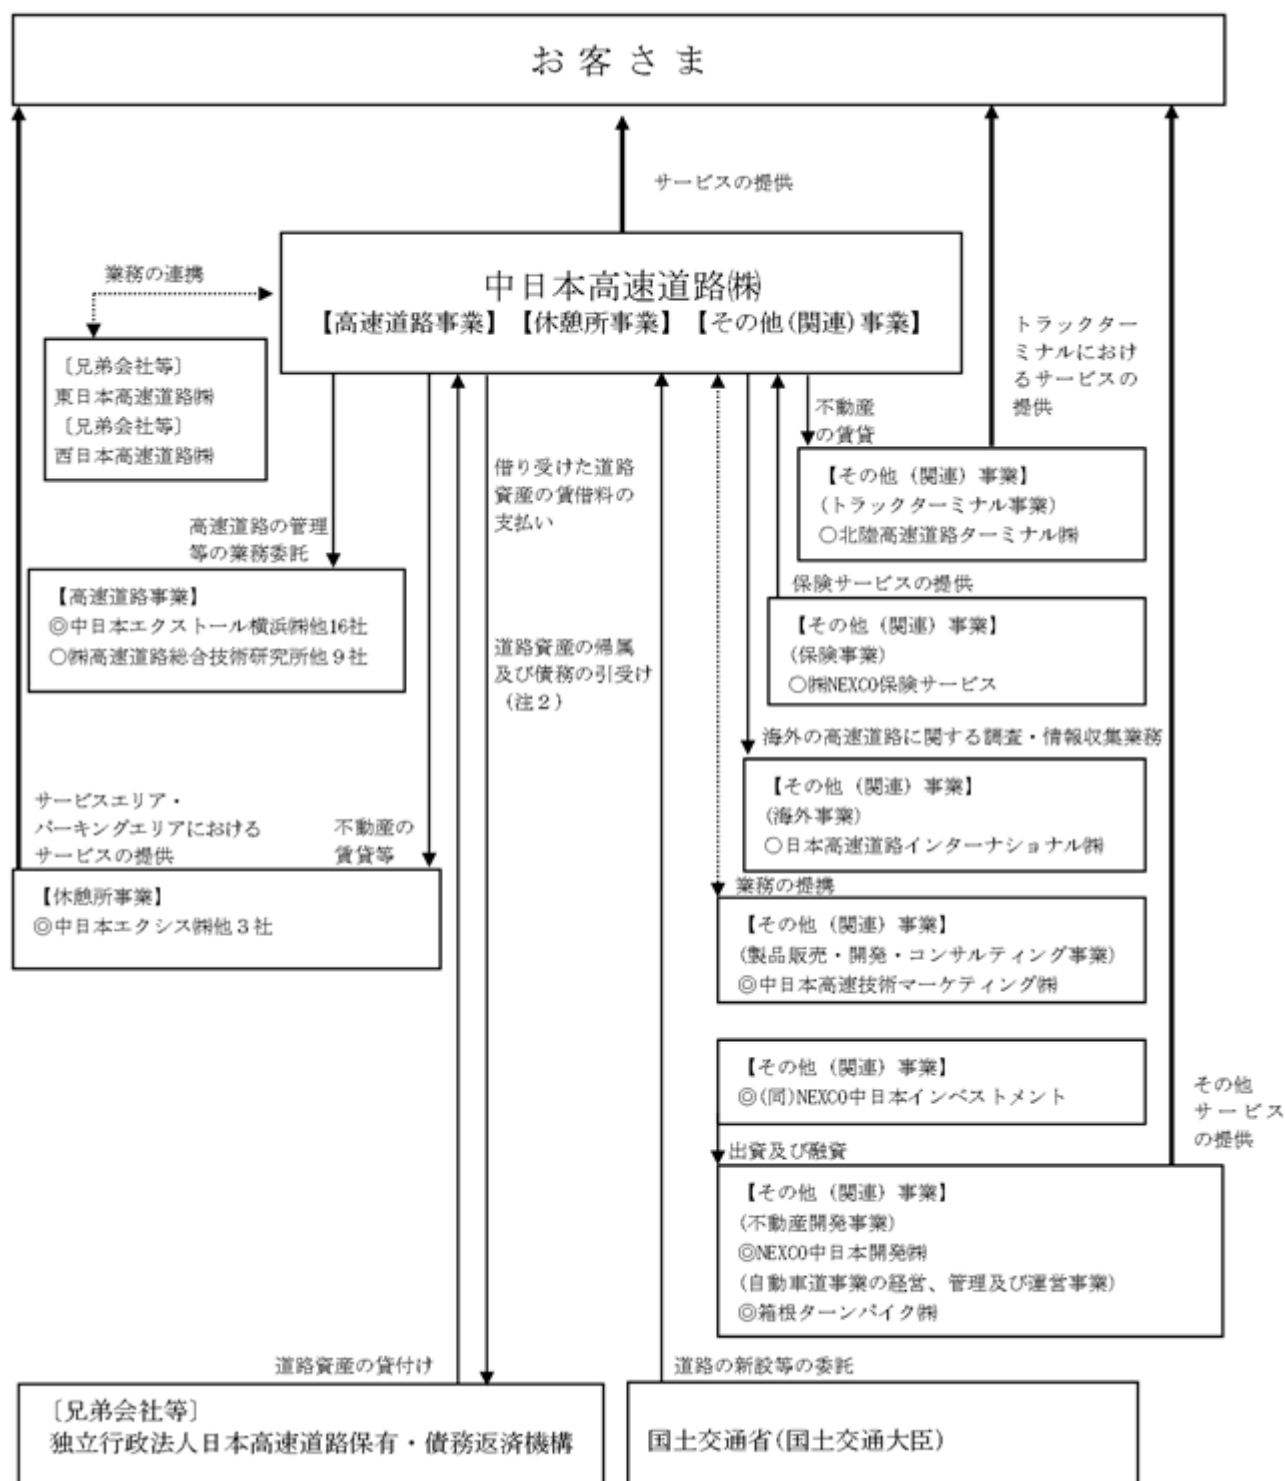 お 客 さ ま
サービスの提供
業務の連携
中日本高速道路㈱
【高速道路事業】【休憩所事業】【その他(関連)事業】
〔兄弟会社等〕
東日本高速道路㈱
〔兄弟会社等〕
西日本高速道路㈱
トラックター
ミナルにおけ
るサービスの
提供
不動産
の賃貸
【その他（関連）事業】
(トラックターミナル事業)
○北陸高速道路ターミナル㈱
借り受けた道路
資産の賃借料の
支払い
高速道路の管理
等の業務委託
【高速道路事業】
◎中日本エクストール横浜㈱他16社
○㈱高速道路総合技術研究所他９社
保険サービスの提供
【その他（関連）事業】
(保険事業)
○㈱NEXCO保険サービス
道路資産の帰属
及び債務の引受け
（注２）
海外の高速道路に関する調査・情報収集業務
【その他（関連）事業】
(海外事業)
○日本高速道路インターナショナル㈱
サービスエリア・
パーキングエリアにおける
サービスの提供
不動産の
賃貸等
【休憩所事業】
◎中日本エクシス㈱他３社
業務の提携
【その他（関連）事業】
(製品販売・開発・コンサルティング事業)
◎中日本高速技術マーケティング㈱
【その他（関連）事業】
◎(同)NEXCO中日本インベストメント
その他
サービス
の提供
出資及び融資
【その他（関連）事業】
(不動産開発事業)
◎NEXCO中日本開発㈱
(自動車道事業の経営、管理及び運営事業)
◎箱根ターンパイク㈱
道路資産の貸付け
道路の新設等の委託
〔兄弟会社等〕
独立行政法人日本高速道路保有・債務返済機構
国土交通省(国土交通大臣)